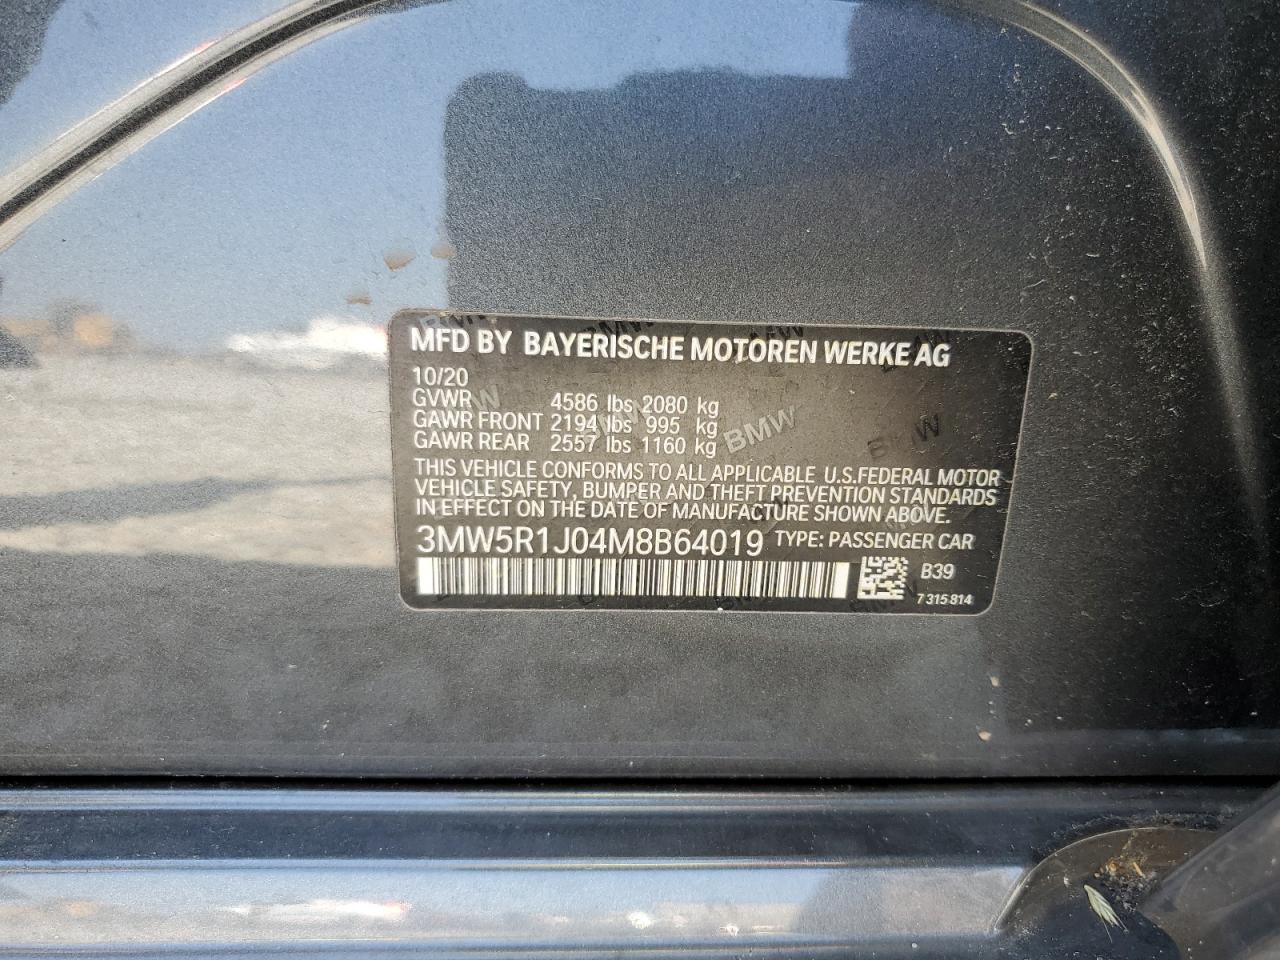 MFD BY BAYERISCHE MOTOREN WERKE AG
10/20
GVWR 4586 lbs 2080 kg
GAWR FRONT 2194 lbs 995 kg
GAWR REAR 2557 lbs 1160 kg
THIS VEHICLE CONFORMS TO ALL APPLICABLE U.S.FEDERAL MOTOR
VEHICLE SAFETY, BUMPER AND THEFT PREVENTION STANDARDS
IN EFFECT ON THE DATE OF MANUFACTURE SHOWN ABOVE.
3MW5R1J04M8B64019 TYPE: PASSENGER CAR
B39
7 315 814